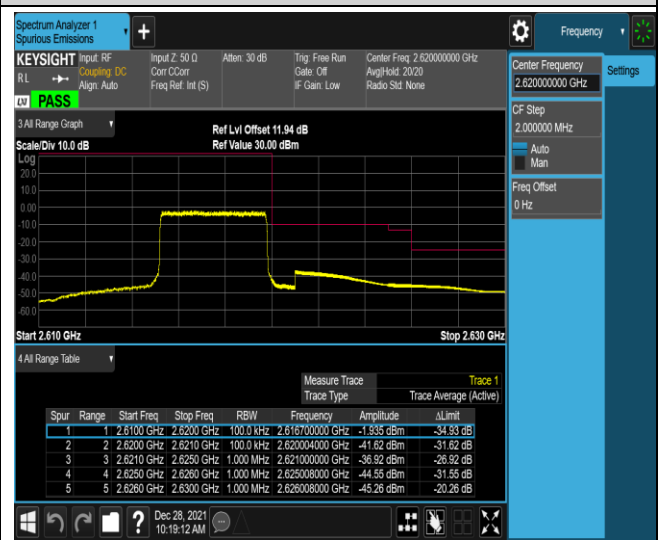 Spectrum Analyzer 1
Spurious Emissions
Frequency
KEYSIGHT Input: RF Input Z: 50 Ω Atten: 30 dB Trig: Free Run Center Freq: 2.620000000 GHz
RL Coupling: DC Corr CCorr Gate: Off Avg|Hold: 20/20
Align: Auto Freq Ref: Int (S) IF Gain: Low Radio Std: None
PASS
Center Frequency
2.620000000 GHz
Settings
CF Step
2.000000 MHz
Auto
Man
Freq Offset
0 Hz
3 All Range Graph
Ref Lvl Offset 11.94 dB
Scale/Div 10.0 dB Ref Value 30.00 dBm
Log
20.0
10.0
0.00
-10.0
-20.0
-30.0
-40.0
-50.0
-60.0
Start 2.610 GHz Stop 2.630 GHz
4 All Range Table
Measure Trace Trace 1
Trace Type Trace Average (Active)
Spur Range Start Freq Stop Freq RBW Frequency Amplitude ΔLimit
1 1 2.6100 GHz 2.6200 GHz 100.0 kHz 2.616700000 GHz -1.935 dBm -34.93 dB
2 2 2.6200 GHz 2.6210 GHz 100.0 kHz 2.620004000 GHz -41.62 dBm -31.62 dB
3 3 2.6210 GHz 2.6250 GHz 1.000 MHz 2.621000000 GHz -36.92 dBm -26.92 dB
4 4 2.6250 GHz 2.6260 GHz 1.000 MHz 2.625008000 GHz -44.55 dBm -31.55 dB
5 5 2.6260 GHz 2.6300 GHz 1.000 MHz 2.626008000 GHz -45.26 dBm -20.26 dB
Dec 28, 2021
10:19:12 AM